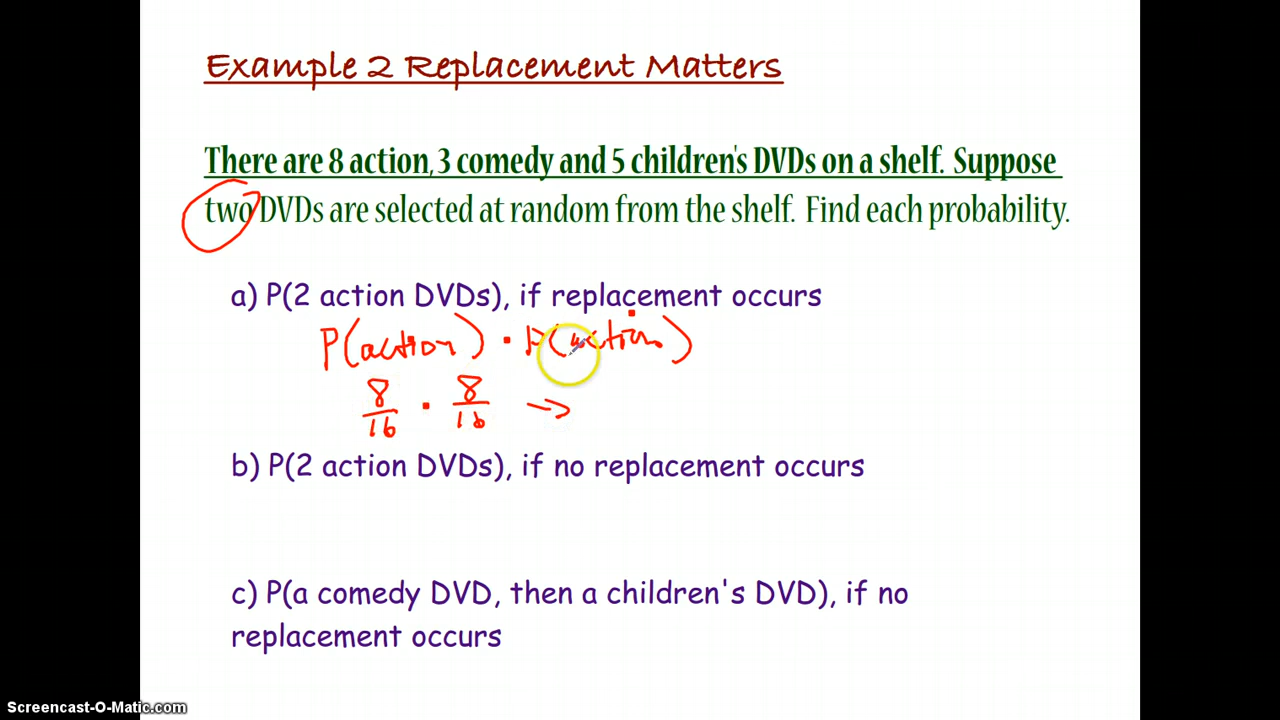 Example 2 Replacement Matters
There are 8 action, 3 comedy and 5 children's DVDs on a shelf. Suppose
two DVDs are selected at random from the shelf. Find each probability.
a) P(2 action DVDs), if replacement occurs
P(action) · P(action)
8/16 · 8/16 →
b) P(2 action DVDs), if no replacement occurs
c) P(a comedy DVD, then a children's DVD), if no
replacement occurs
Screencast-O-Matic.com